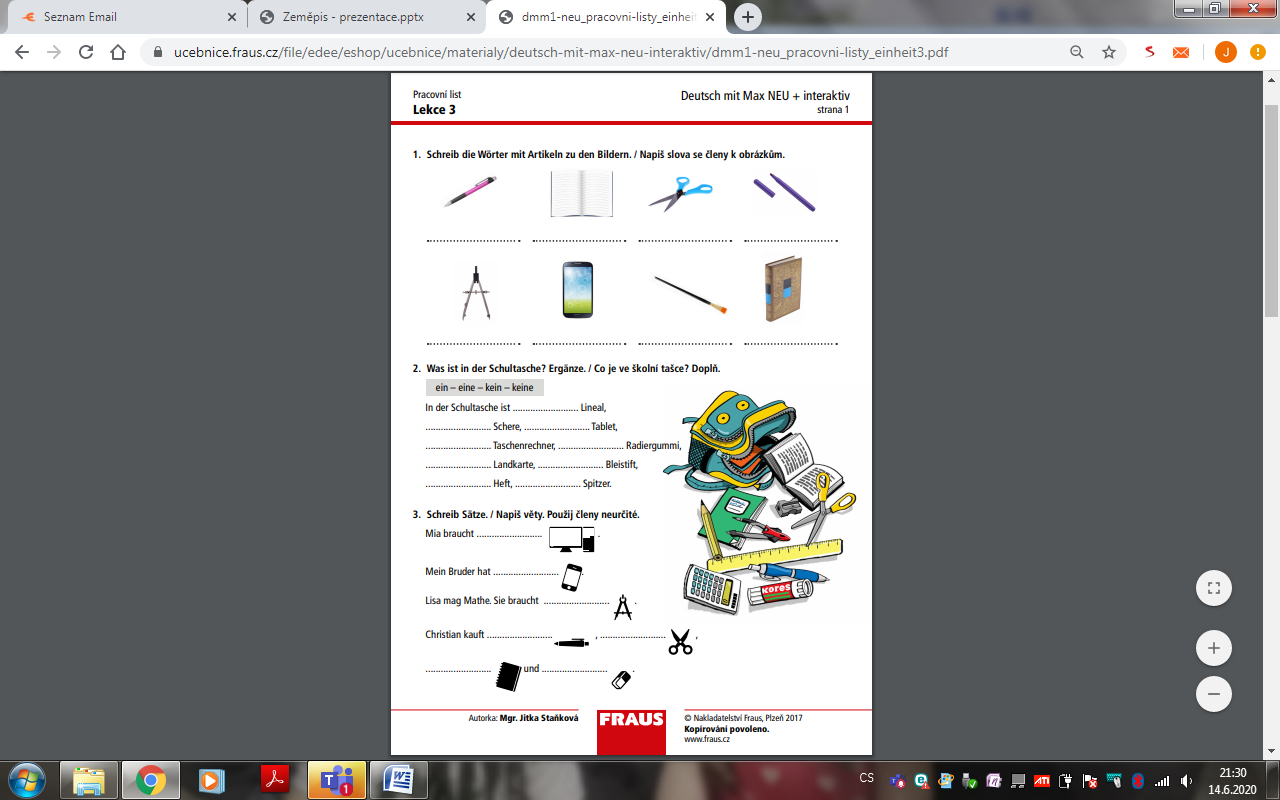 Seznam Email
Zeměpis - prezentace.pptx
dmm1-neu_pracovni-listy_einheit
ucebnice.fraus.cz/file/edee/eshop/ucebnice/materialy/deutsch-mit-max-neu-interaktiv/dmm1-neu_pracovni-listy_einheit3.pdf
S
J
Pracovní list
Lekce 3
Deutsch mit Max NEU + interaktiv
strana 1
1. Schreib die Wörter mit Artikeln zu den Bildern. / Napiš slova se členy k obrázkům.
2. Was ist in der Schultasche? Ergänze. / Co je ve školní tašce? Doplň.
ein – eine – kein – keine
In der Schultasche ist .......................... Lineal,
.......................... Schere, .......................... Tablet,
.......................... Taschenrechner, .......................... Radiergummi,
.......................... Landkarte, .......................... Bleistift,
.......................... Heft, .......................... Spitzer.
kores
3. Schreib Sätze. / Napiš věty. Použij členy neurčité.
Mia braucht .......................... .
Mein Bruder hat .......................... .
Lisa mag Mathe. Sie braucht .......................... .
Christian kauft .......................... , .......................... ,
.......................... und .......................... .
Autorka: Mgr. Jitka Staňková
FRAUS
© Nakladatelství Fraus, Plzeň 2017
Kopírování povoleno.
www.fraus.cz
CS
ATI
21:30
14.6.2020